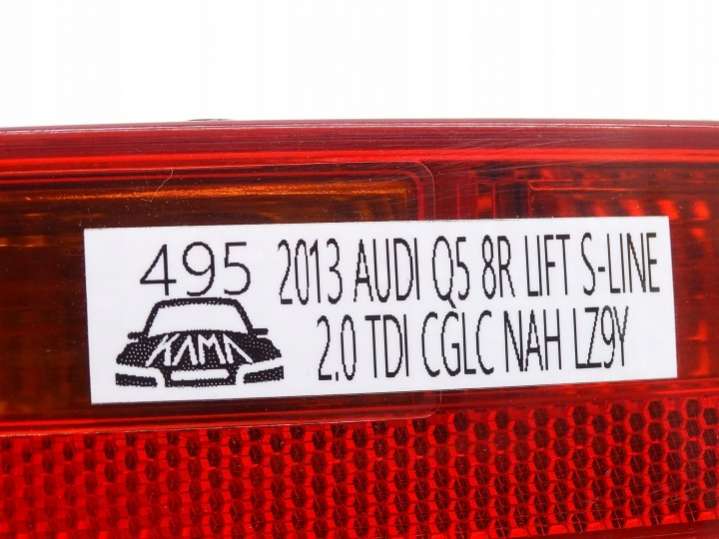 495
KAMA
2013 AUDI Q5 8R LIFT S-LINE
2.0 TDI CGLC NAH LZ9Y